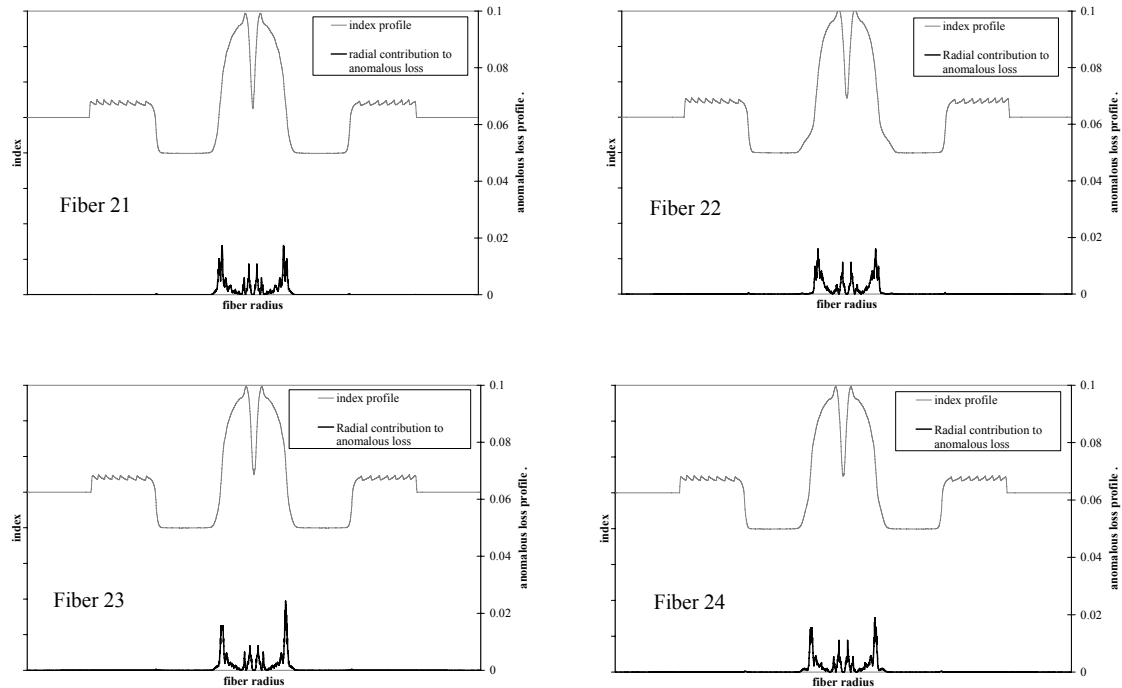 0.1
index profile
radial contribution to
anomalous loss
0.08
0.06
0.04
0.02
0
index
anomalous loss profile .
Fiber 21
fiber radius
0.1
index profile
Radial contribution to
anomalous loss
0.08
0.06
0.04
0.02
0
index
anomalous loss profile .
Fiber 22
fiber radius
0.1
index profile
Radial contribution to
anomalous loss
0.08
0.06
0.04
0.02
0
index
anomalous loss profile .
Fiber 23
fiber radius
0.1
index profile
Radial contribution to
anomalous loss
0.08
0.06
0.04
0.02
0
index
anomalous loss profile .
Fiber 24
fiber radius